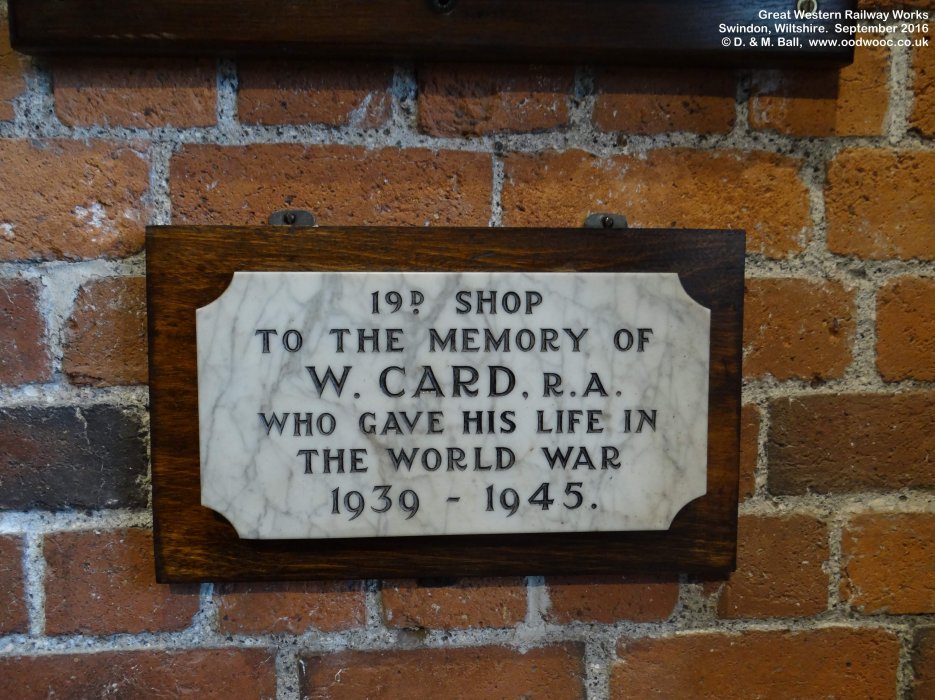 Great Western Railway Works
Swindon, Wiltshire. September 2016
© D. & M. Ball, www.oodwooc.co.uk
19D. SHOP
TO THE MEMORY OF
W. CARD, R.A.
WHO GAVE HIS LIFE IN
THE WORLD WAR
1939 - 1945.